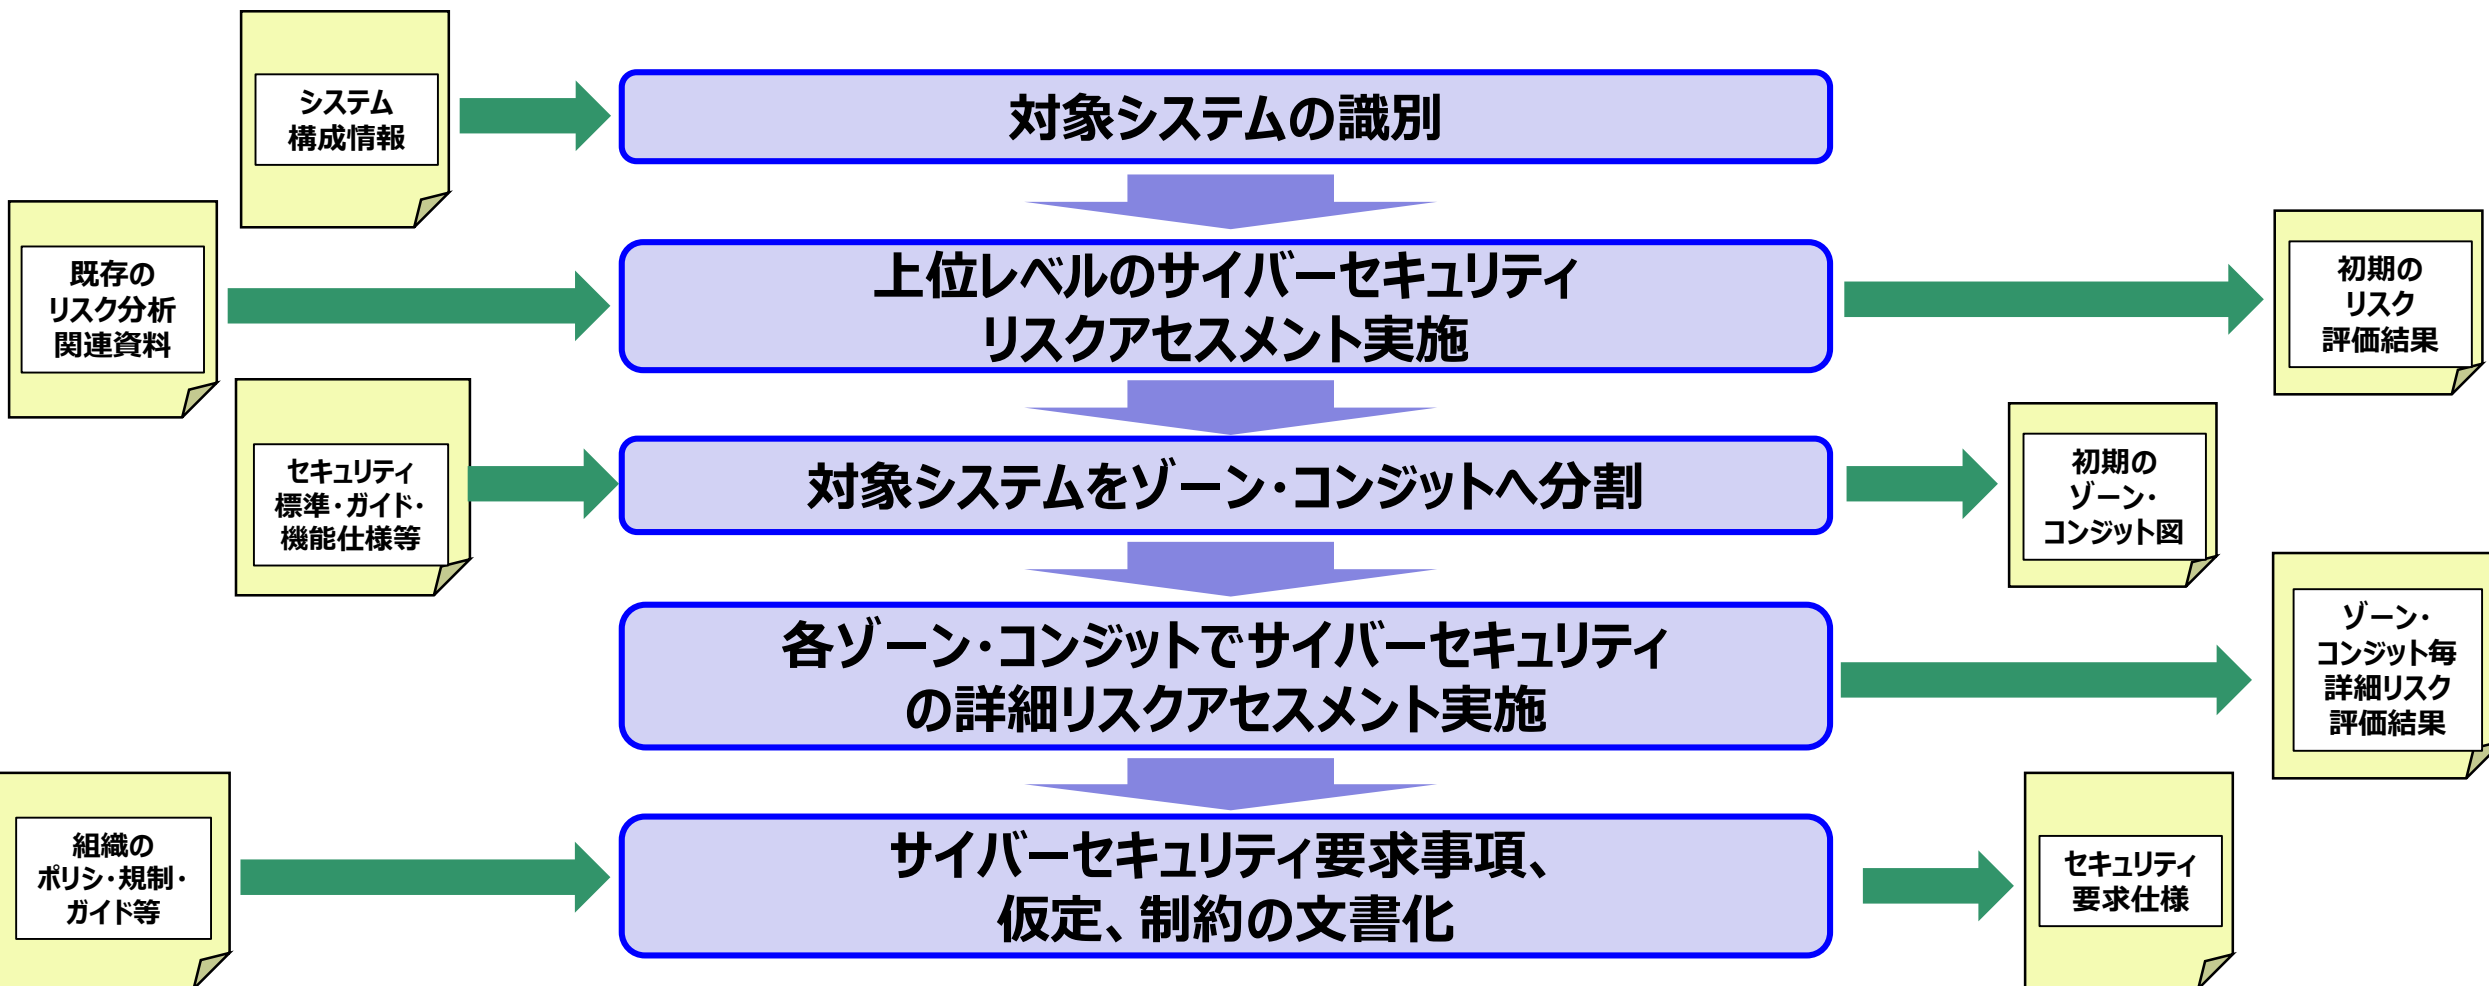 システム
構成情報
対象システムの識別
既存の
リスク分析
関連資料
上位レベルのサイバーセキュリティ
リスクアセスメント実施
初期の
リスク
評価結果
セキュリティ
標準・ガイド・
機能仕様等
対象システムをゾーン・コンジットへ分割
初期の
ゾーン・
コンジット図
各ゾーン・コンジットでサイバーセキュリティ
の詳細リスクアセスメント実施
ゾーン・
コンジット毎
詳細リスク
評価結果
組織の
ポリシ・規制・
ガイド等
サイバーセキュリティ要求事項、
仮定、制約の文書化
セキュリティ
要求仕様